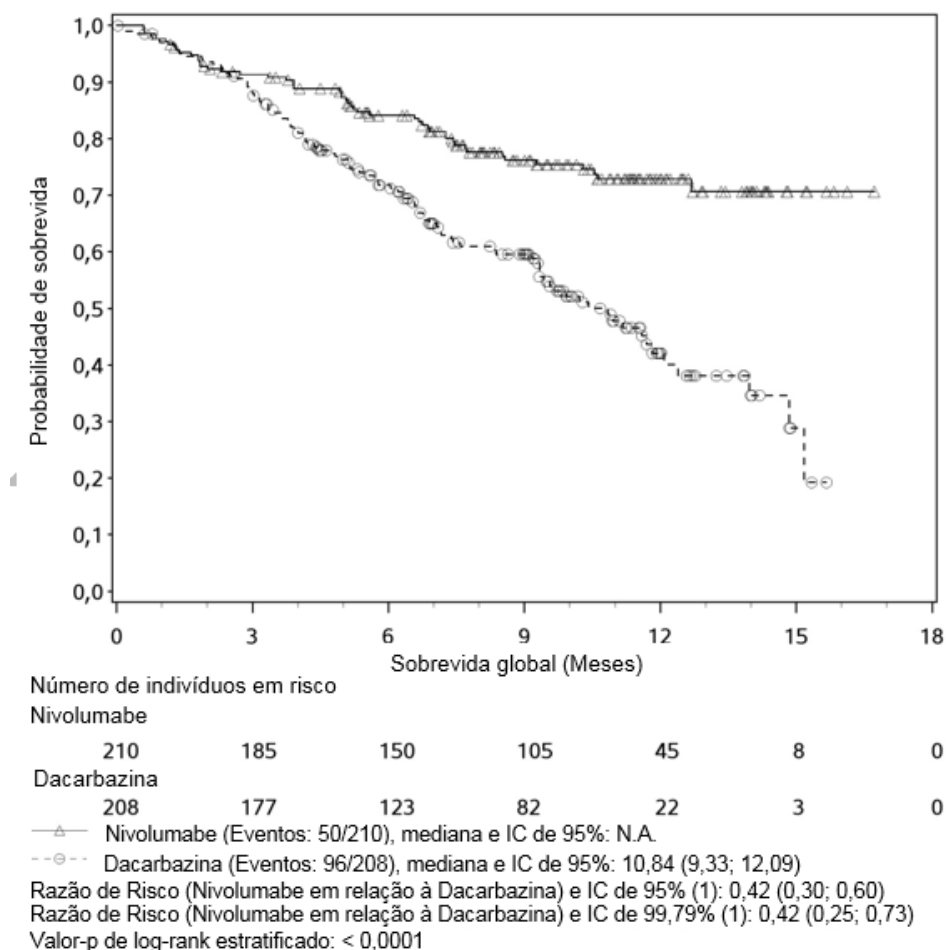 Probabilidade de sobrevida
1,0
0,9
0,8
0,7
0,6
0,5
0,4
0,3
0,2
0,1
0,0
0 3 6 9 12 15 18
Sobrevida global (Meses)
Número de indivíduos em risco
Nivolumabe
210 185 150 105 45 8 0
Dacarbazina
208 177 123 82 22 3 0
Nivolumabe (Eventos: 50/210), mediana e IC de 95%: N.A.
Dacarbazina (Eventos: 96/208), mediana e IC de 95%: 10,84 (9,33; 12,09)
Razão de Risco (Nivolumabe em relação à Dacarbazina) e IC de 95% (1): 0,42 (0,30; 0,60)
Razão de Risco (Nivolumabe em relação à Dacarbazina) e IC de 99,79% (1): 0,42 (0,25; 0,73)
Valor-p de log-rank estratificado: < 0,0001